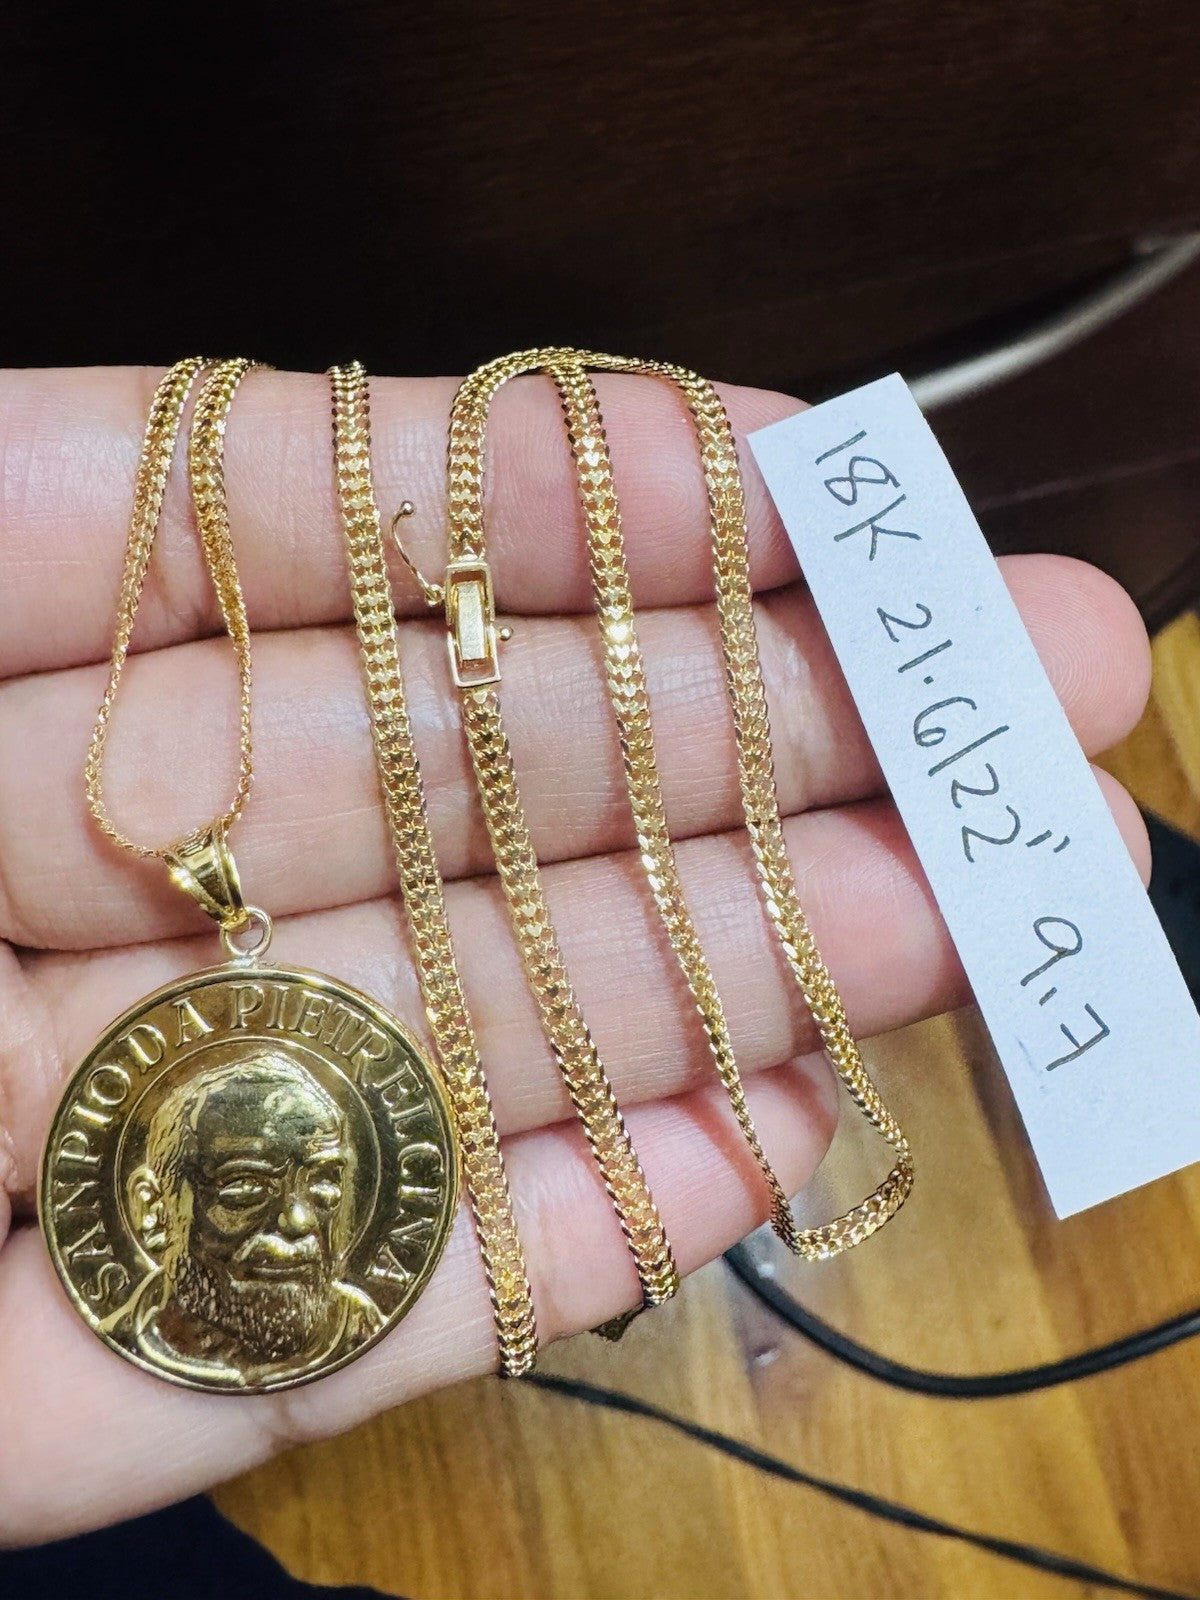 SAN PIO DA PIETRELCINA
18K 21.6/22" 9.7